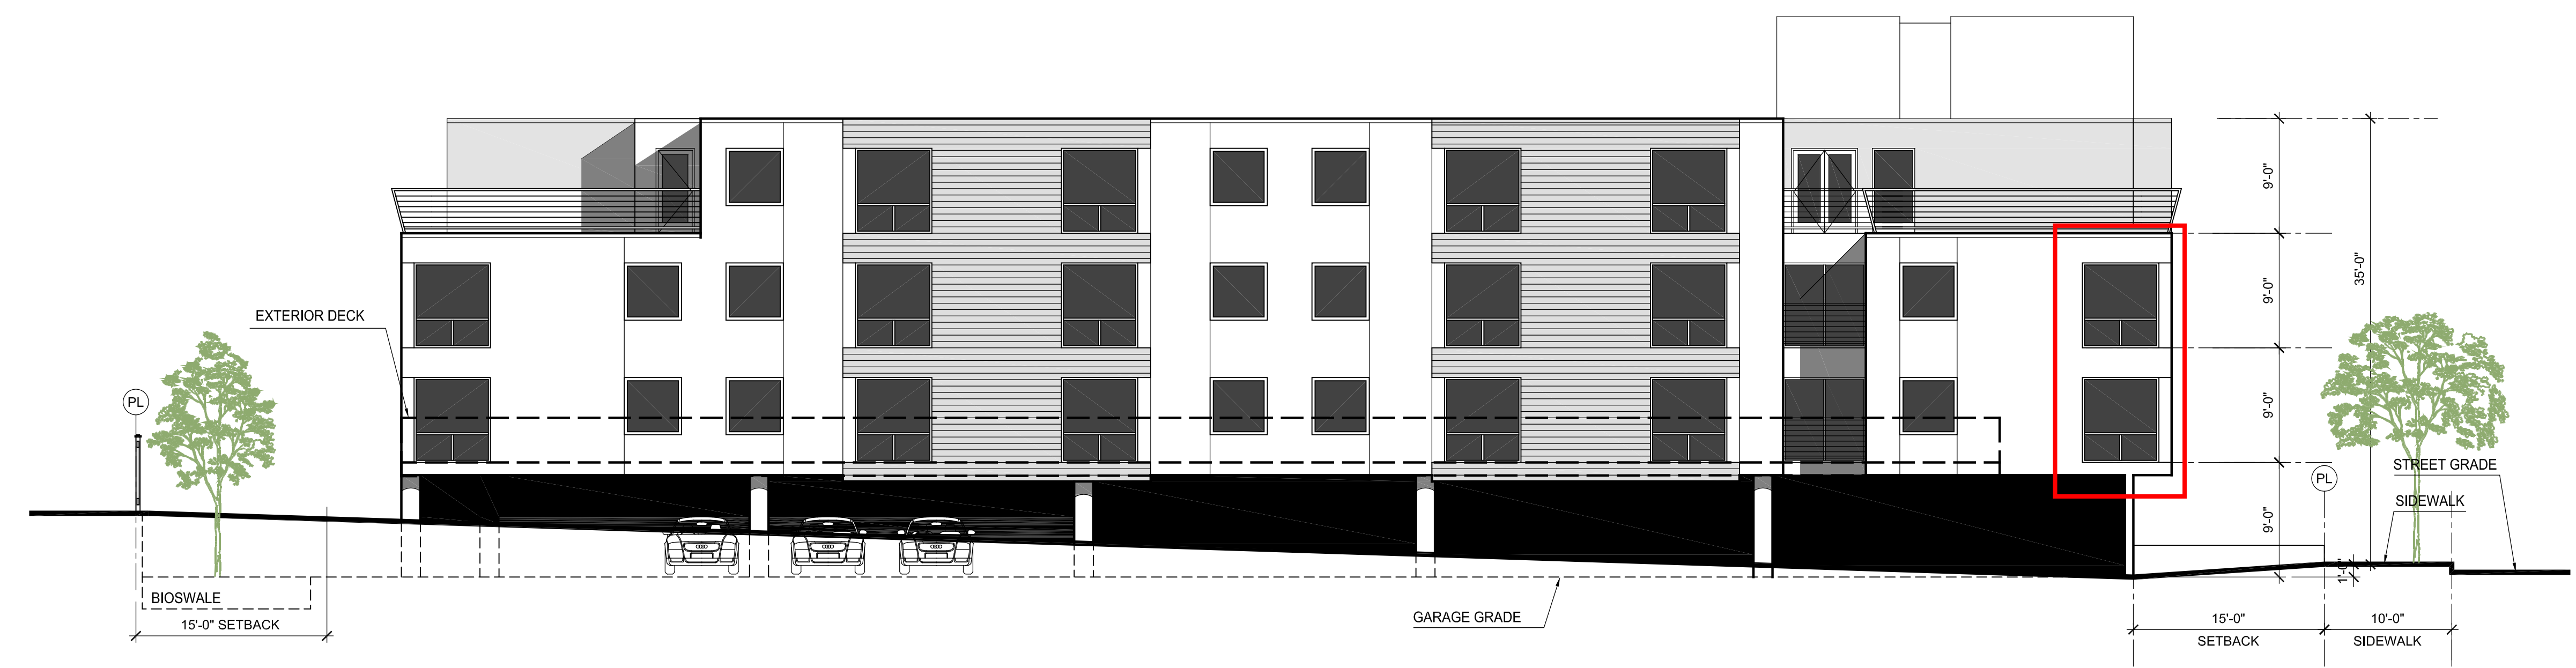 9'-0"
35'-0"
9'-0"
EXTERIOR DECK
PL
9'-0"
STREET GRADE
PL
SIDEWALK
9'-0"
1'-0"
BIOSWALE
15'-0" SETBACK
GARAGE GRADE
15'-0"
SETBACK
10'-0"
SIDEWALK